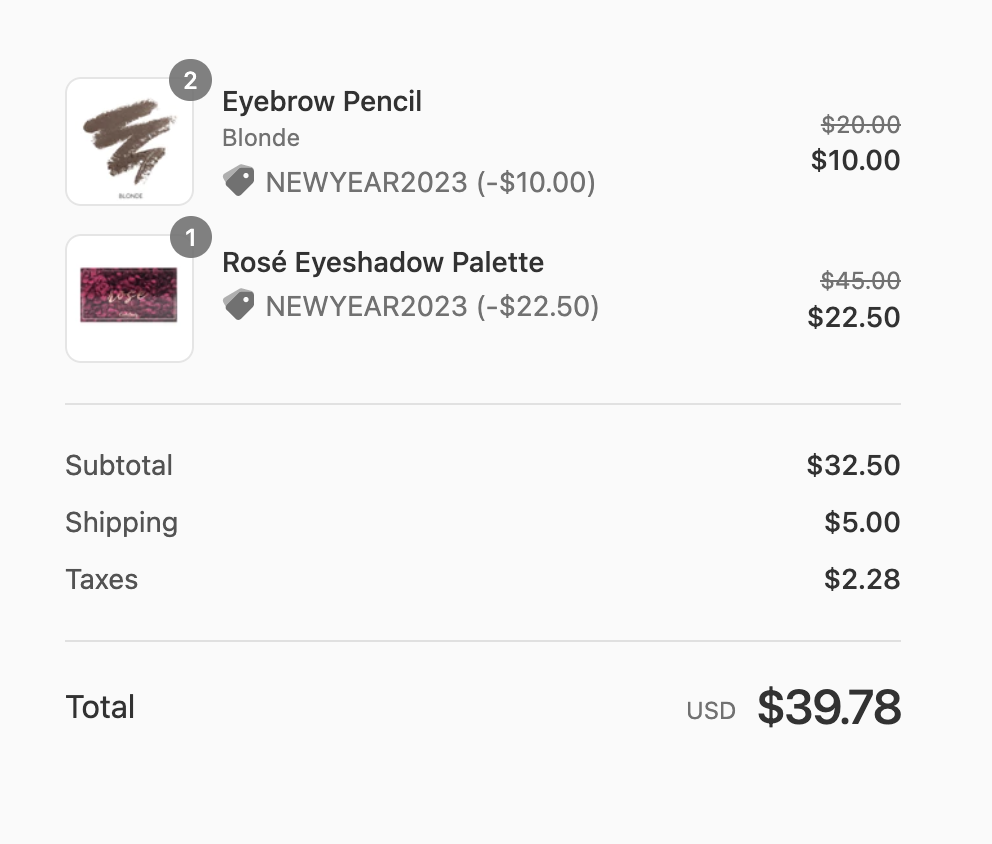 2
Eyebrow Pencil
Blonde
NEWYEAR2023 (-$10.00)
$20.00
$10.00
BLONDE
1
Rosé Eyeshadow Palette
NEWYEAR2023 (-$22.50)
$45.00
$22.50
rosé
Subtotal $32.50
Shipping $5.00
Taxes $2.28
Total USD $39.78